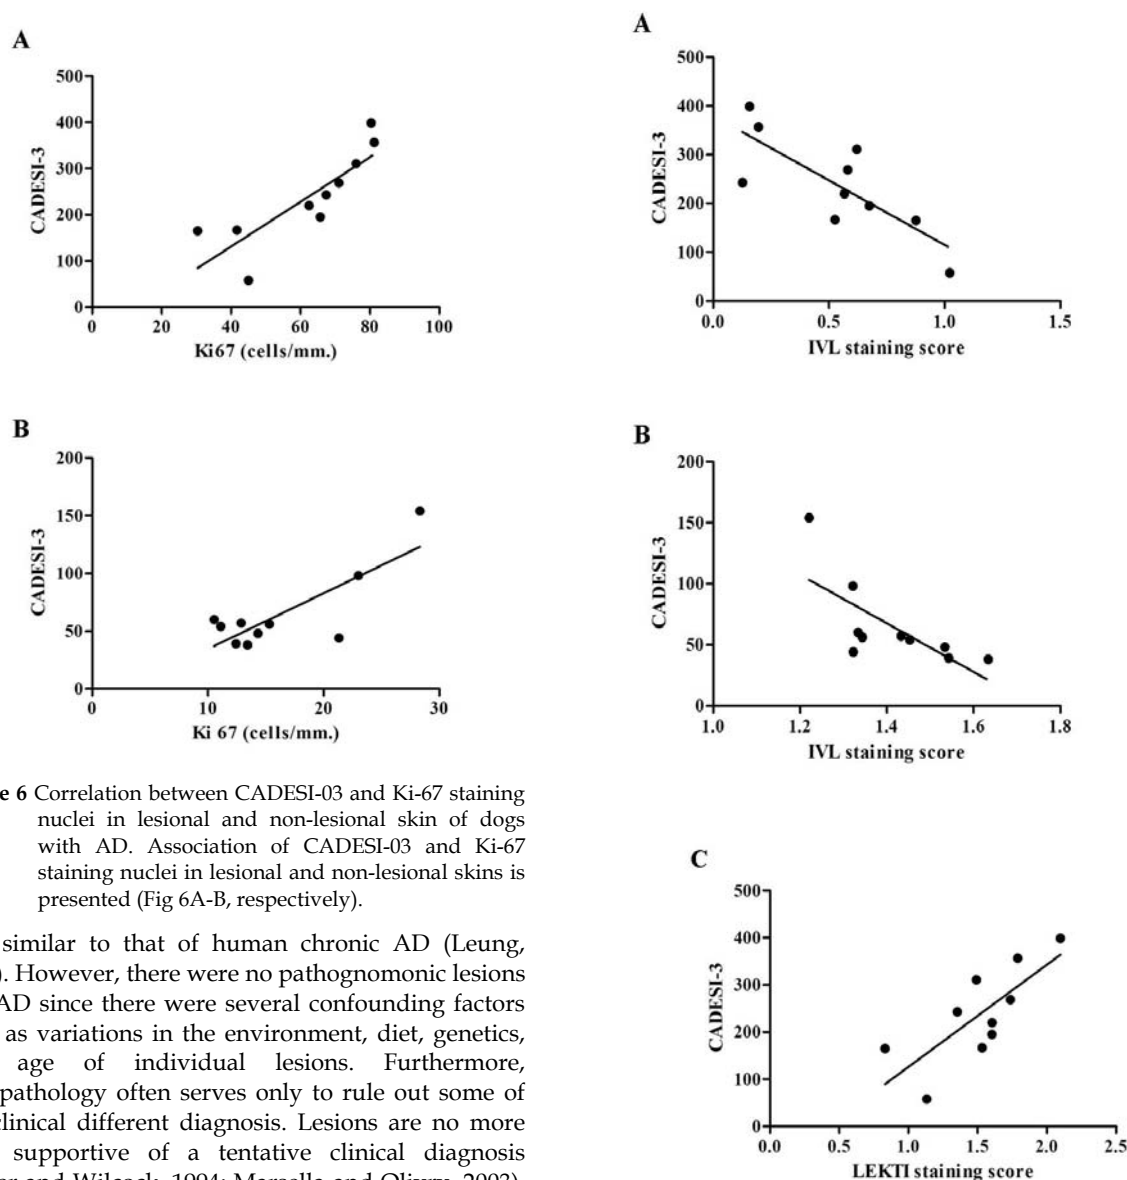 A
500
400
300
200
100
0
CADESI-3
0 20 40 60 80 100
Ki67 (cells/mm.)
B
200
150
100
50
0
CADESI-3
0 10 20 30
Ki 67 (cells/mm.)
e 6 Correlation between CADESI-03 and Ki-67 staining
nuclei in lesional and non-lesional skin of dogs
with AD. Association of CADESI-03 and Ki-67
staining nuclei in lesional and non-lesional skins is
presented (Fig 6A-B, respectively).
similar to that of human chronic AD (Leung,
). However, there were no pathognomonic lesions
AD since there were several confounding factors
as variations in the environment, diet, genetics,
age of individual lesions. Furthermore,
pathology often serves only to rule out some of
clinical different diagnosis. Lesions are no more
supportive of a tentative clinical diagnosis
and Wilcock, 1994; Marsella and Olivry, 2003).
A
500
400
300
200
100
0
CADESI-3
0.0 0.5 1.0 1.5
IVL staining score
B
200
150
100
50
0
CADESI-3
1.0 1.2 1.4 1.6 1.8
IVL staining score
C
500
400
300
200
100
0
CADESI-3
0.0 0.5 1.0 1.5 2.0 2.5
LEKTI staining score